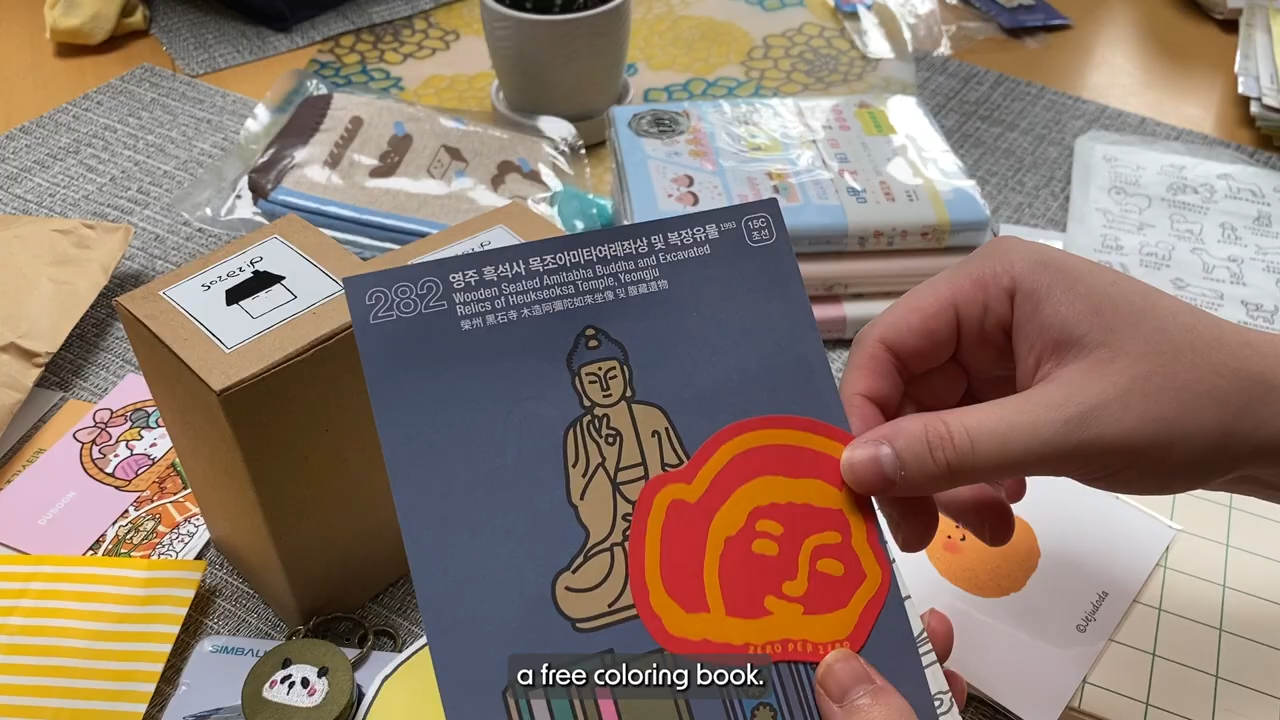 sozezip
282
영주 흑석사 목조아미타여래좌상 및 복장유물 1993
15C
조선
Wooden Seated Amitabha Buddha and Excavated
Relics of Heukseoksa Temple, Yeongju
榮州 黑石寺 木造阿彌陀如來坐像 및 腹藏遺物
DUBOON
ZERO PER ZERO
©Jejudoda
a free coloring book.